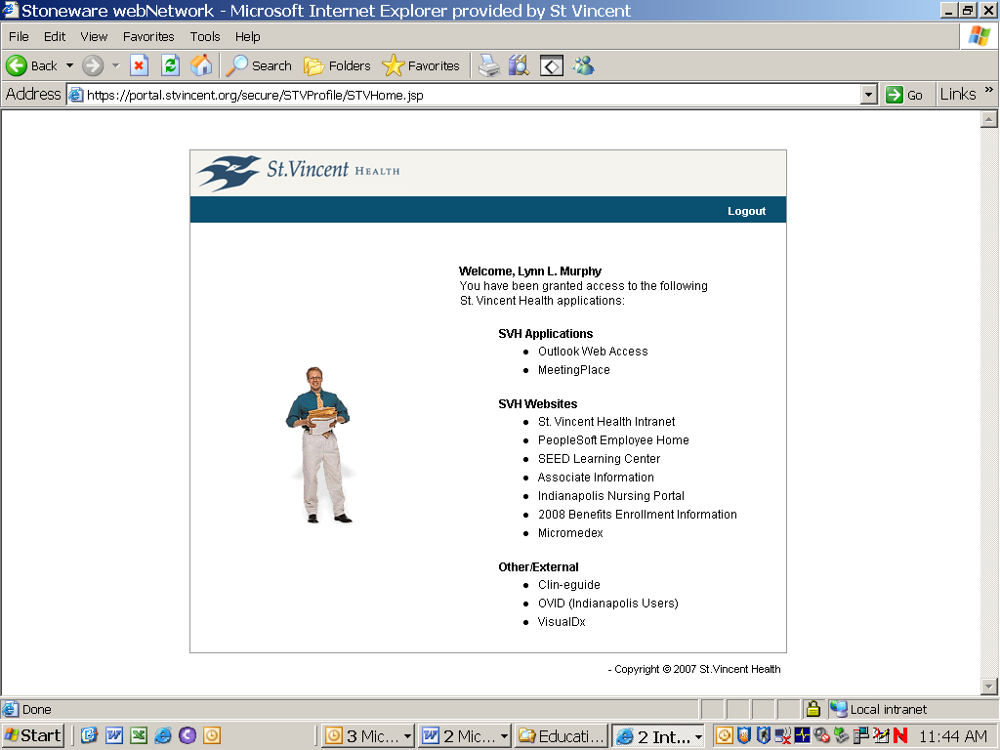 Stoneware webNetwork - Microsoft Internet Explorer provided by St Vincent
File Edit View Favorites Tools Help
Back Search Folders Favorites
Address https://portal.stvincent.org/secure/STVProfile/STVHome.jsp Go Links »
St.Vincent HEALTH
Logout
Welcome, Lynn L. Murphy
You have been granted access to the following
St. Vincent Health applications:
SVH Applications
• Outlook Web Access
• MeetingPlace
SVH Websites
• St. Vincent Health Intranet
• PeopleSoft Employee Home
• SEED Learning Center
• Associate Information
• Indianapolis Nursing Portal
• 2008 Benefits Enrollment Information
• Micromedex
Other/External
• Clin-eguide
• OVID (Indianapolis Users)
• VisualDx
- Copyright © 2007 St.Vincent Health
Done Local intranet
Start 3 Mic... 2 Mic... Educati... 2 Int... 11:44 AM